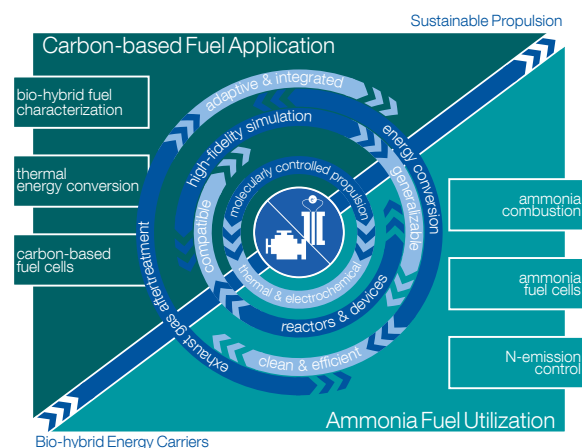 Sustainable Propulsion
Carbon-based Fuel Application
bio-hybrid fuel
characterization
thermal
energy conversion
carbon-based
fuel cells
adaptive & integrated
energy conversion
exhaust gas aftertreatment
high-fidelity simulation
generalizable
compatible
reactors & devices
clean & efficient
molecularly controlled propulsion
thermal & electrochemical
ammonia
combustion
ammonia
fuel cells
N-emission
control
Ammonia Fuel Utilization
Bio-hybrid Energy Carriers